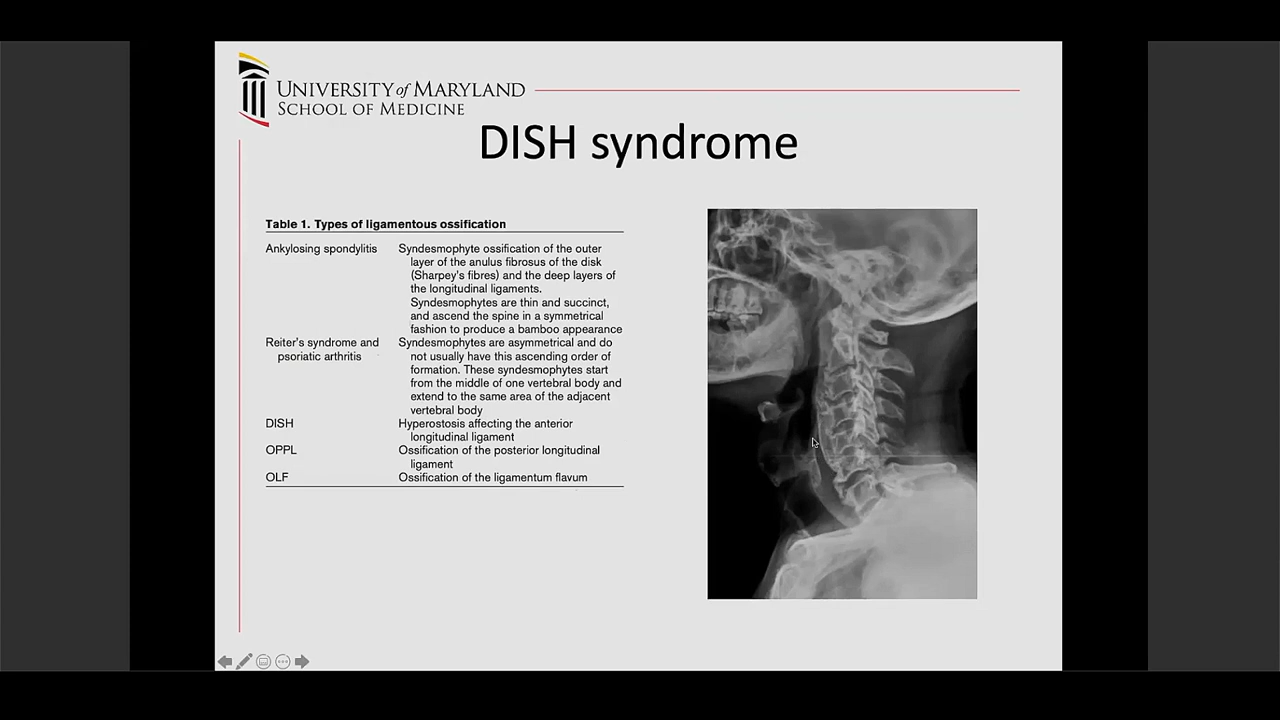 UNIVERSITY of MARYLAND
SCHOOL OF MEDICINE
DISH syndrome
Table 1. Types of ligamentous ossification
Ankylosing spondylitis
Syndesmophyte ossification of the outer
layer of the anulus fibrosus of the disk
(Sharpey's fibres) and the deep layers of
the longitudinal ligaments.
Syndesmophytes are thin and succinct,
and ascend the spine in a symmetrical
fashion to produce a bamboo appearance
Reiter's syndrome and
psoriatic arthritis
Syndesmophytes are asymmetrical and do
not usually have this ascending order of
formation. These syndesmophytes start
from the middle of one vertebral body and
extend to the same area of the adjacent
vertebral body
DISH
Hyperostosis affecting the anterior
longitudinal ligament
OPPL
Ossification of the posterior longitudinal
ligament
OLF
Ossification of the ligamentum flavum